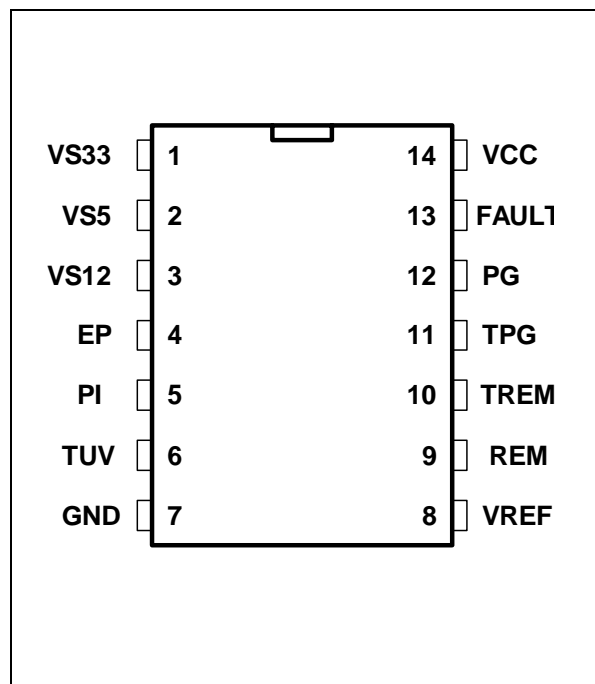 VS33 1 14 VCC
VS5 2 13 FAULT
VS12 3 12 PG
EP 4 11 TPG
PI 5 10 TREM
TUV 6 9 REM
GND 7 8 VREF